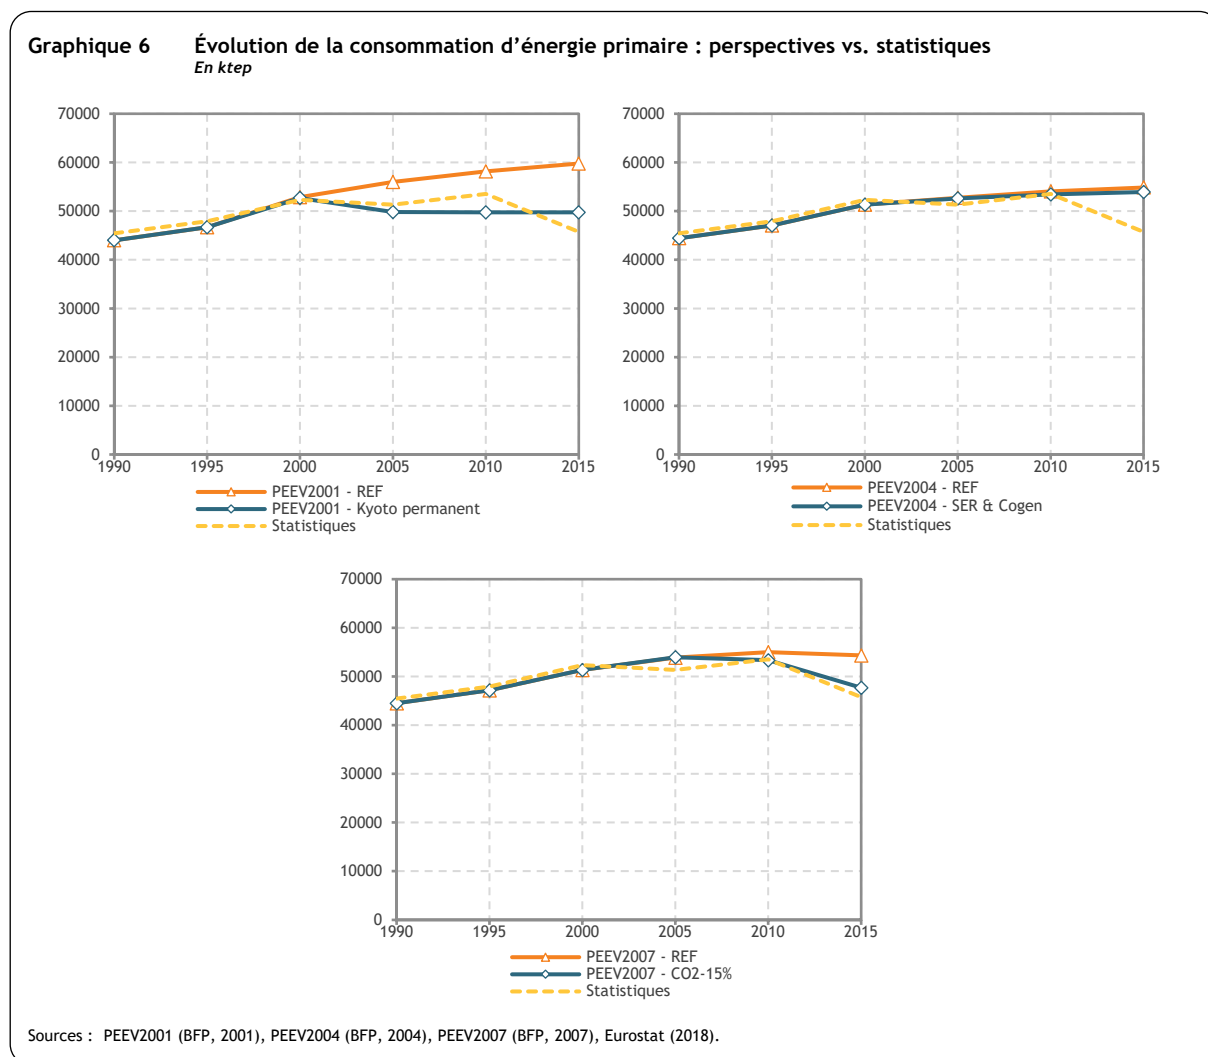 Graphique 6 Évolution de la consommation d’énergie primaire : perspectives vs. statistiques
En ktep
70000
60000
50000
40000
30000
20000
10000
0
1990 1995 2000 2005 2010 2015
PEEV2001 - REF
PEEV2001 - Kyoto permanent
Statistiques
70000
60000
50000
40000
30000
20000
10000
0
1990 1995 2000 2005 2010 2015
PEEV2004 - REF
PEEV2004 - SER & Cogen
Statistiques
70000
60000
50000
40000
30000
20000
10000
0
1990 1995 2000 2005 2010 2015
PEEV2007 - REF
PEEV2007 - CO2-15%
Statistiques
Sources : PEEV2001 (BFP, 2001), PEEV2004 (BFP, 2004), PEEV2007 (BFP, 2007), Eurostat (2018).